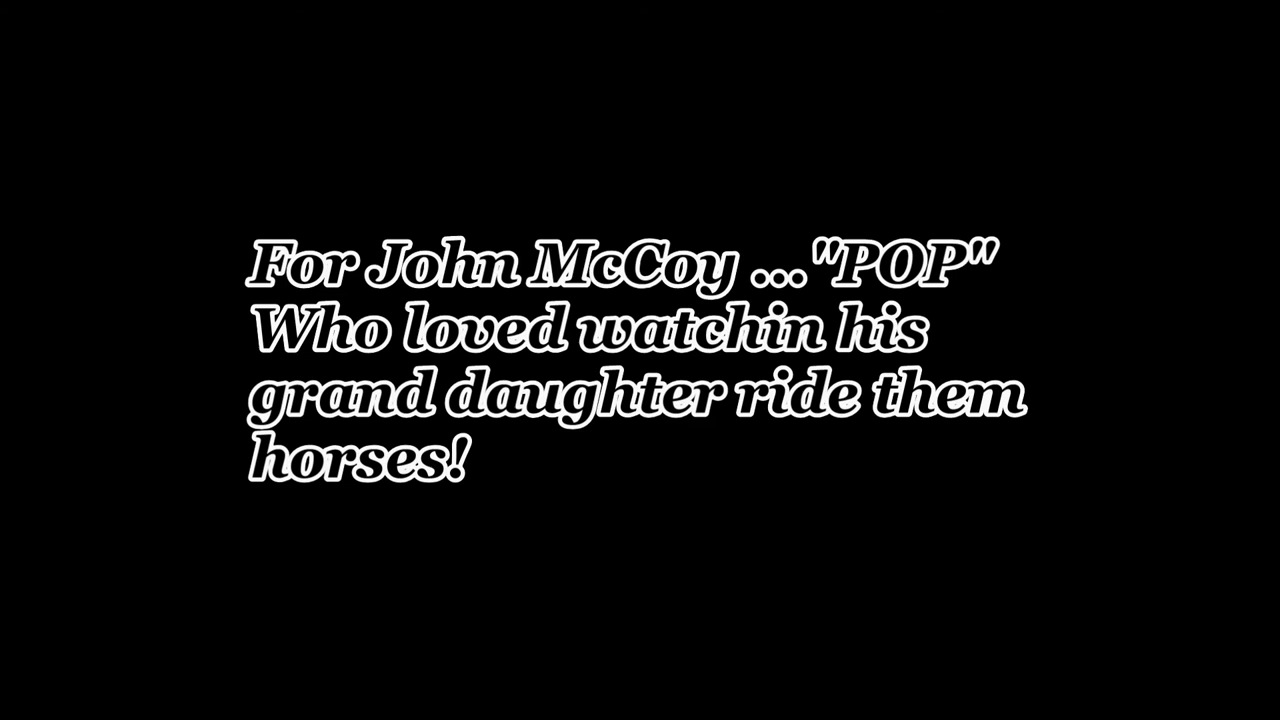 For John McCoy ..."POP"
Who loved watchin his
grand daughter ride them
horses!